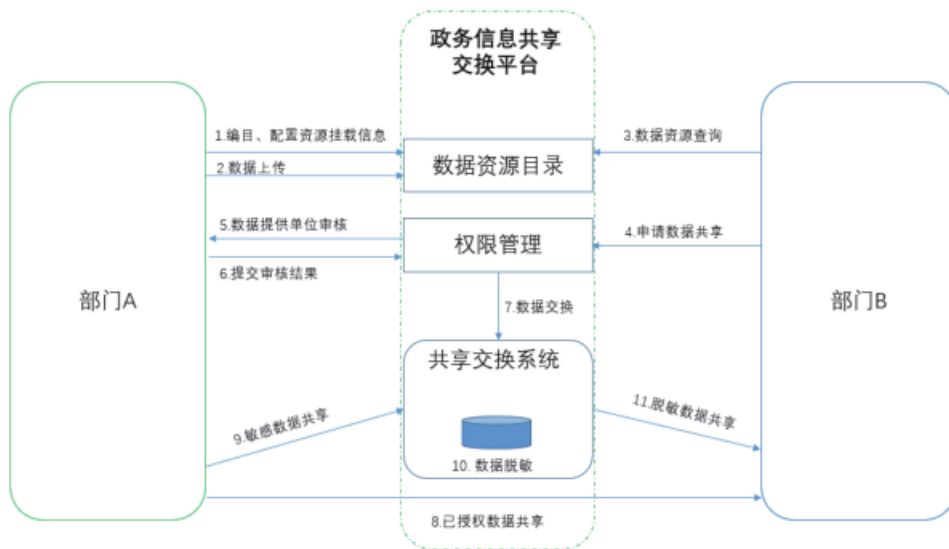 政务信息共享
交换平台
1.编目、配置资源挂载信息
3.数据资源查询
数据资源目录
2.数据上传
5.数据提供单位审核
4.申请数据共享
权限管理
6.提交审核结果
部门A
部门B
7.数据交换
共享交换系统
9.敏感数据共享
11.脱敏数据共享
10. 数据脱敏
8.已授权数据共享